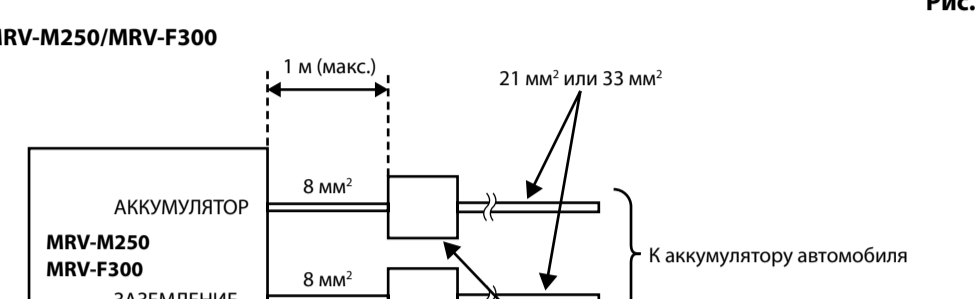 Рис.
MRV-M250/MRV-F300
1 м (макс.)
21 мм² или 33 мм²
8 мм²
АККУМУЛЯТОР
MRV-M250
MRV-F300
К аккумулятору автомобиля
8 мм²
ЗАЗЕМЛЕНИЕ